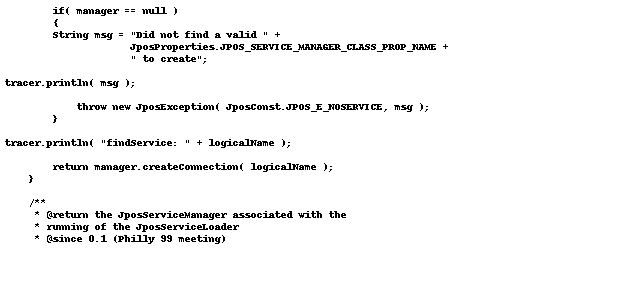 if( manager == null )
{
String msg = "Did not find a valid " +
JposProperties.JPOS_SERVICE_MANAGER_CLASS_PROP_NAME +
" to create";
tracer.println( msg );
throw new JposException( JposConst.JPOS_E_NOSERVICE, msg );
}
tracer.println( "findService: " + logicalName );
return manager.createConnection( logicalName );
}
/**
* @return the JposServiceManager associated with the
* running of the JposServiceLoader
* @since 0.1 (Philly 99 meeting)